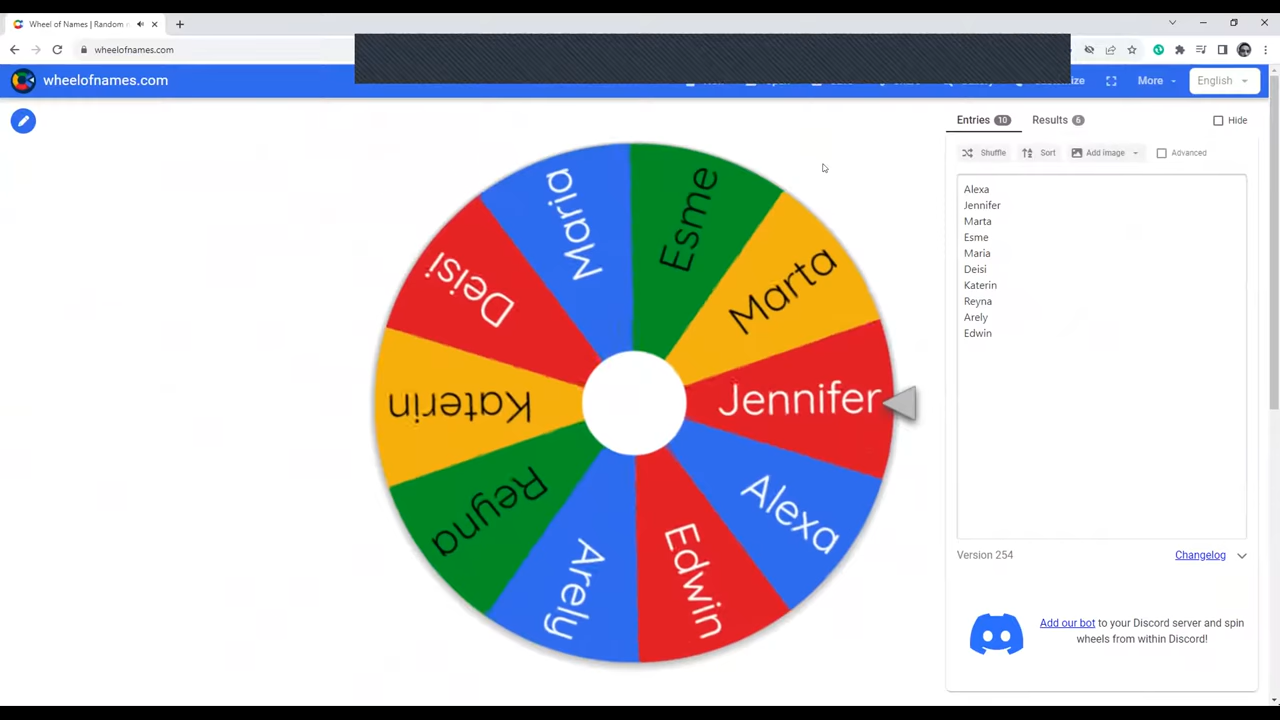 Wheel of Names | Random
wheelofnames.com
wheelofnames.com
More
English
Entries 10
Results 6
Hide
Shuffle
Sort
Add image
Advanced
Alexa
Jennifer
Marta
Esme
Maria
Deisi
Katerin
Reyna
Arely
Edwin
Esme
Maria
Marta
Deisi
Jennifer
Katerin
Alexa
Reyna
Edwin
Arely
Version 254
Changelog
Add our bot to your Discord server and spin
wheels from within Discord!